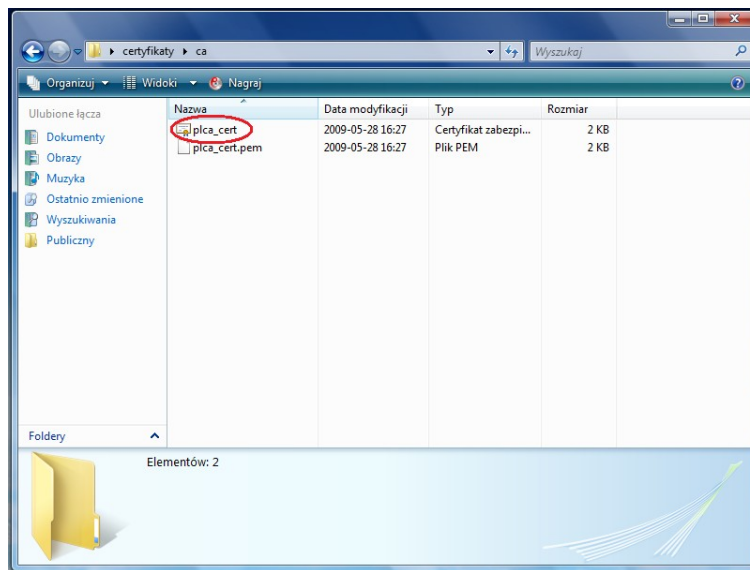 certyfikaty ca Wyszukaj
Organizuj Widoki Nagraj
Ulubione łącza
Dokumenty
Obrazy
Muzyka
Ostatnio zmienione
Wyszukiwania
Publiczny
Nazwa Data modyfikacji Typ Rozmiar
plca_cert 2009-05-28 16:27 Certyfikat zabezpi... 2 KB
plca_cert.pem 2009-05-28 16:27 Plik PEM 2 KB
Foldery
Elementów: 2